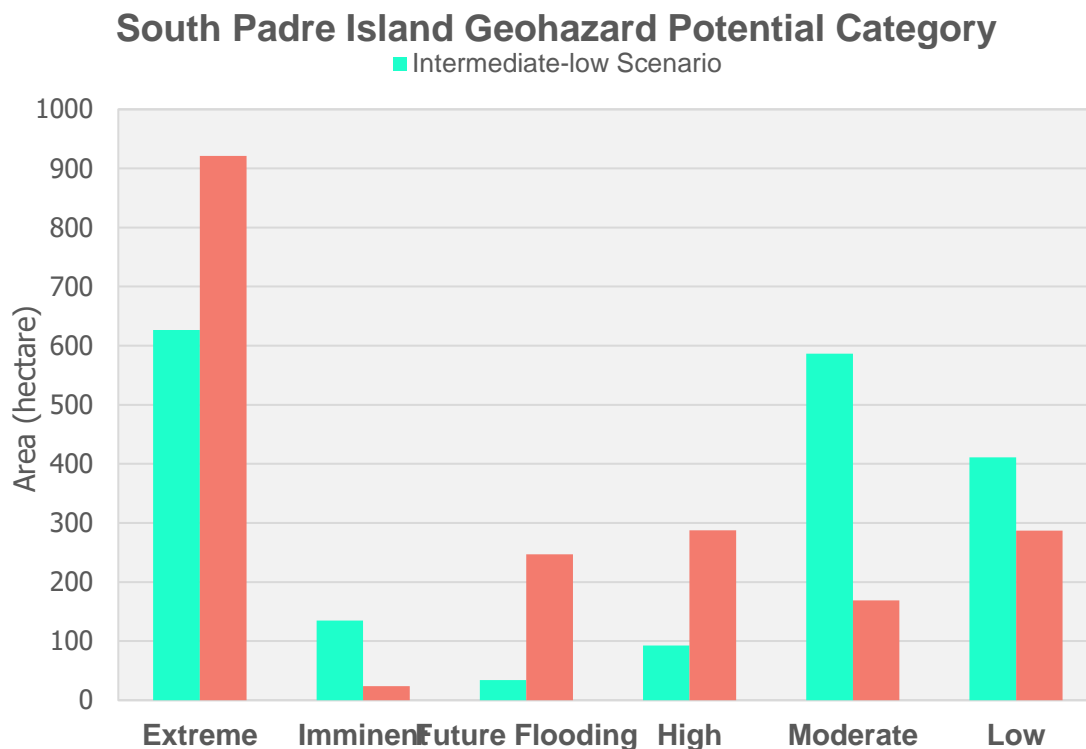 South Padre Island Geohazard Potential Category
Intermediate-low Scenario
1000
900
800
700
600
500
400
300
200
100
0
Area (hectare)
Extreme Imminent Future Flooding High Moderate Low